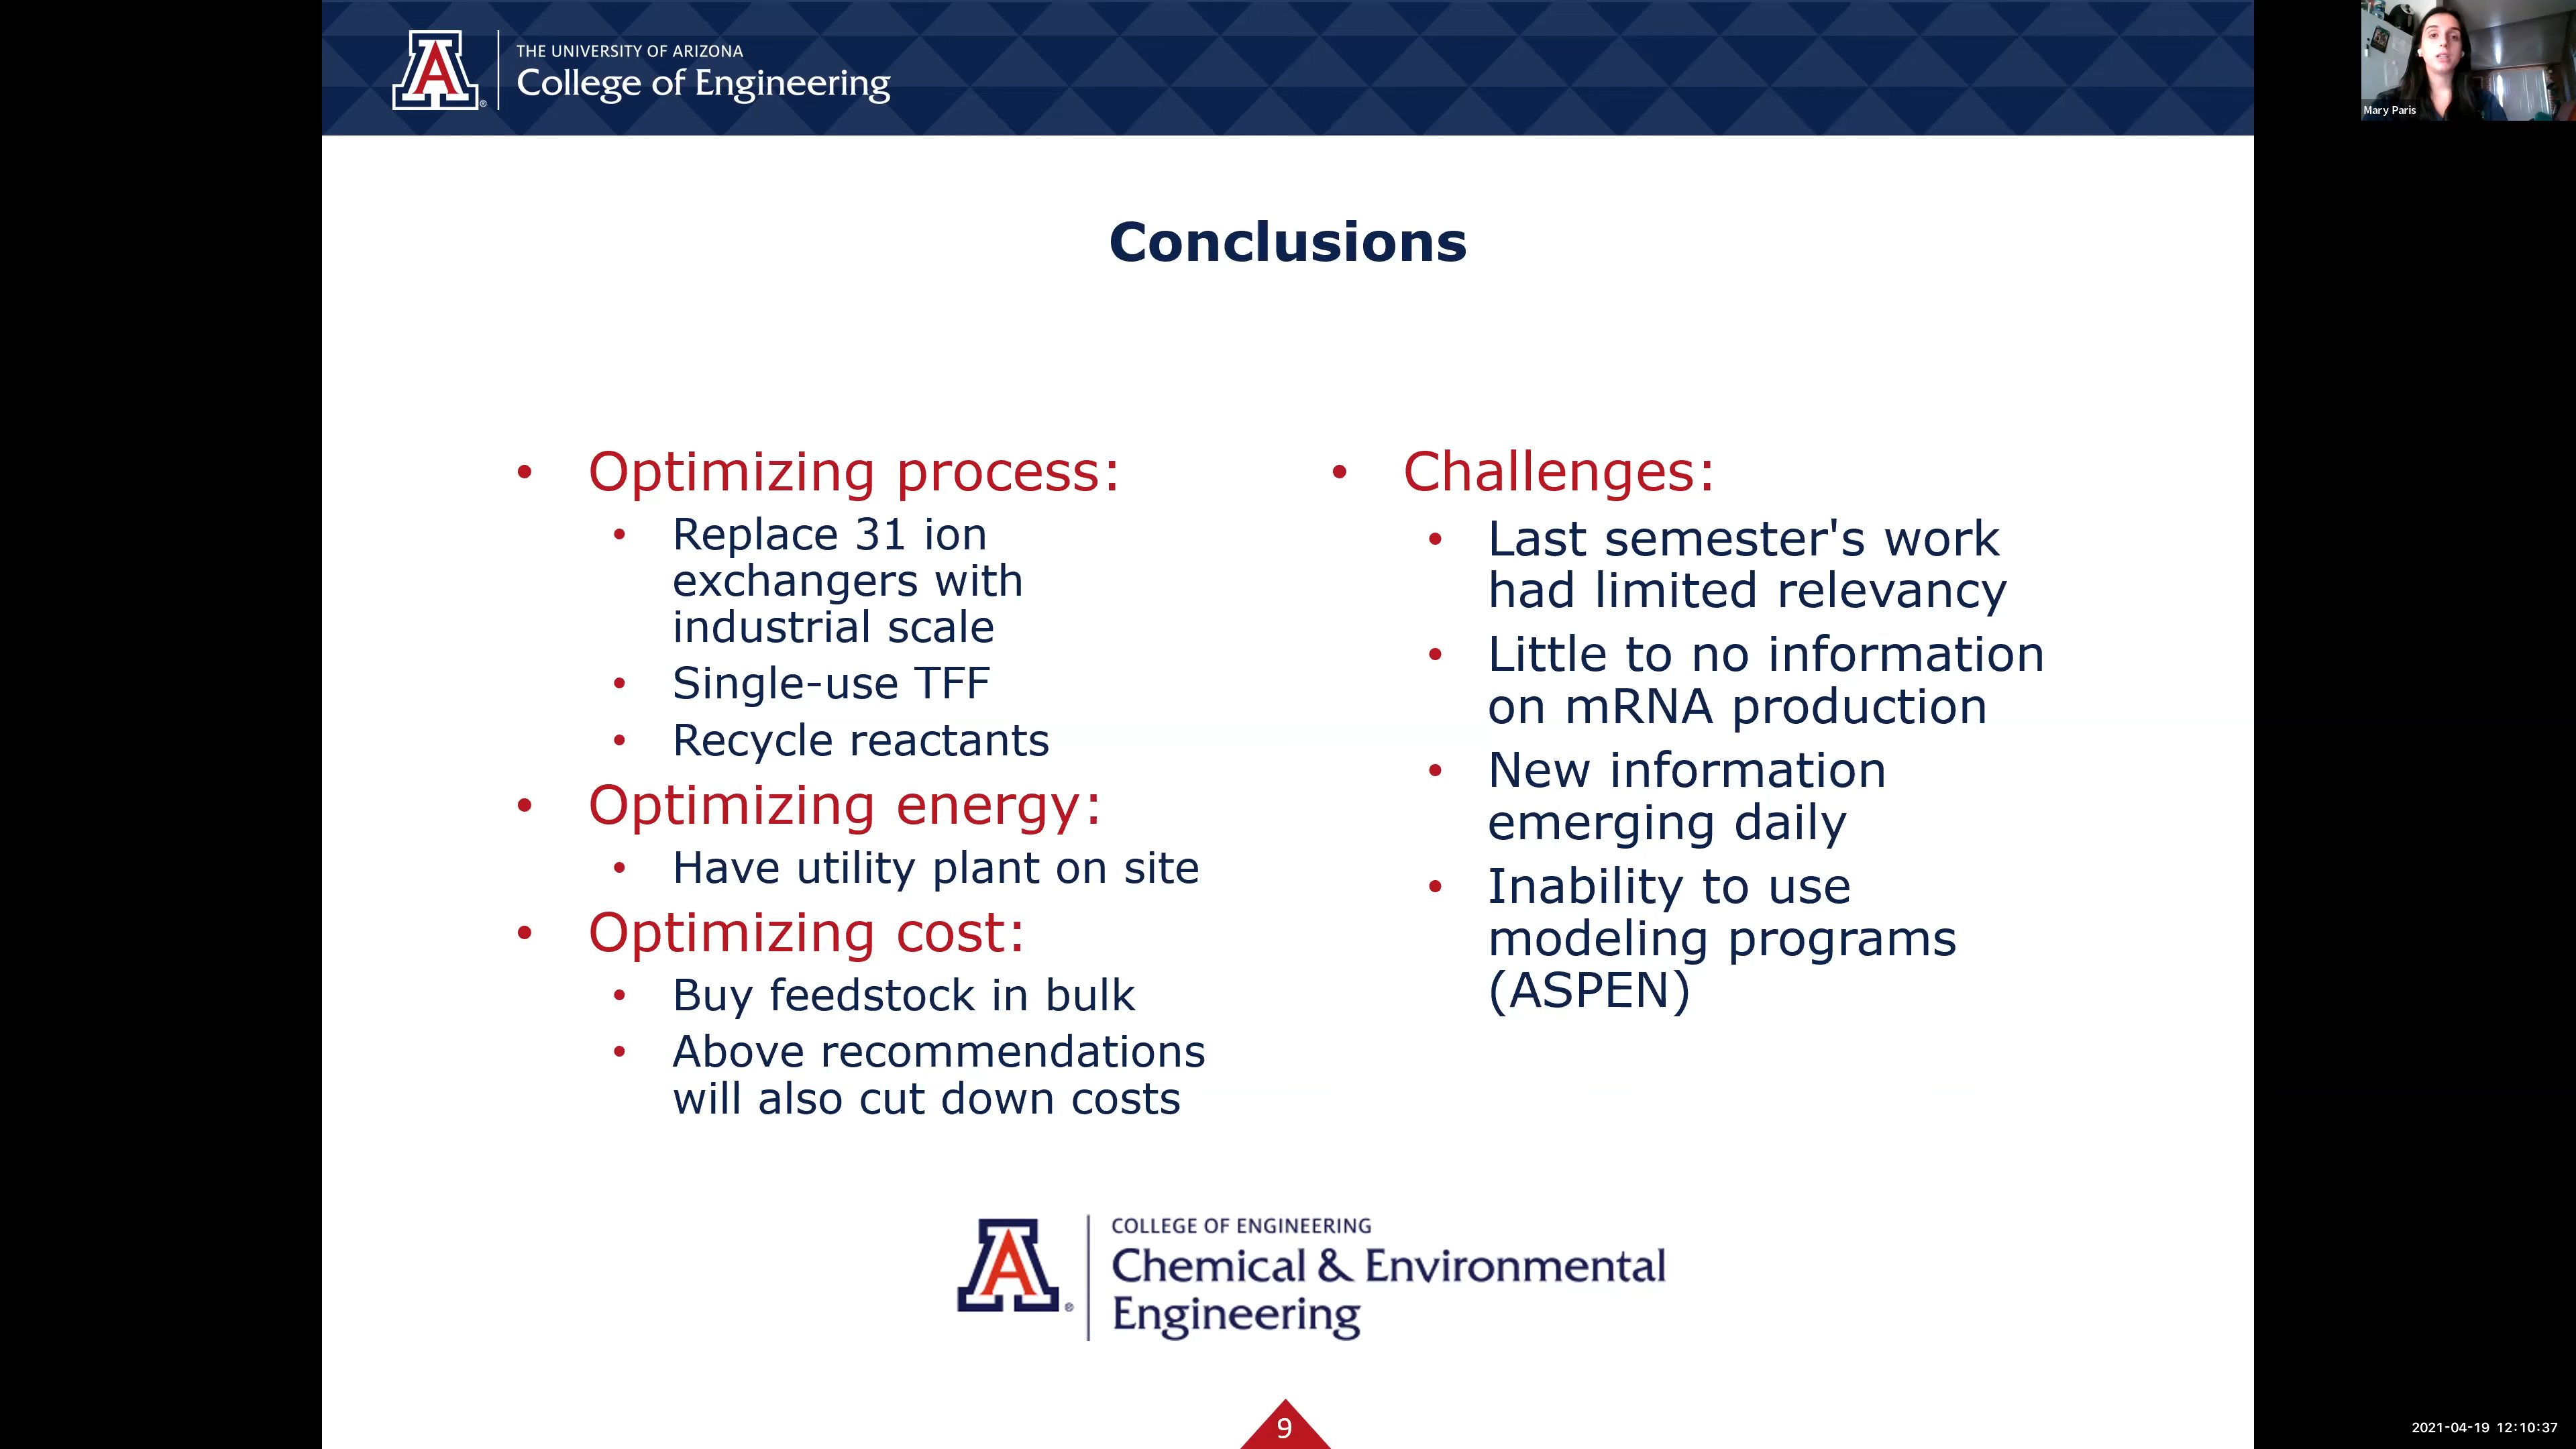 THE UNIVERSITY OF ARIZONA
College of Engineering
Mary Paris
Conclusions
• Optimizing process:
• Replace 31 ion
exchangers with
industrial scale
• Single-use TFF
• Recycle reactants
• Optimizing energy:
• Have utility plant on site
• Optimizing cost:
• Buy feedstock in bulk
• Above recommendations
will also cut down costs
• Challenges:
• Last semester's work
had limited relevancy
• Little to no information
on mRNA production
• New information
emerging daily
• Inability to use
modeling programs
(ASPEN)
A
COLLEGE OF ENGINEERING
Chemical & Environmental
Engineering
9
2021-04-19 12:10:37